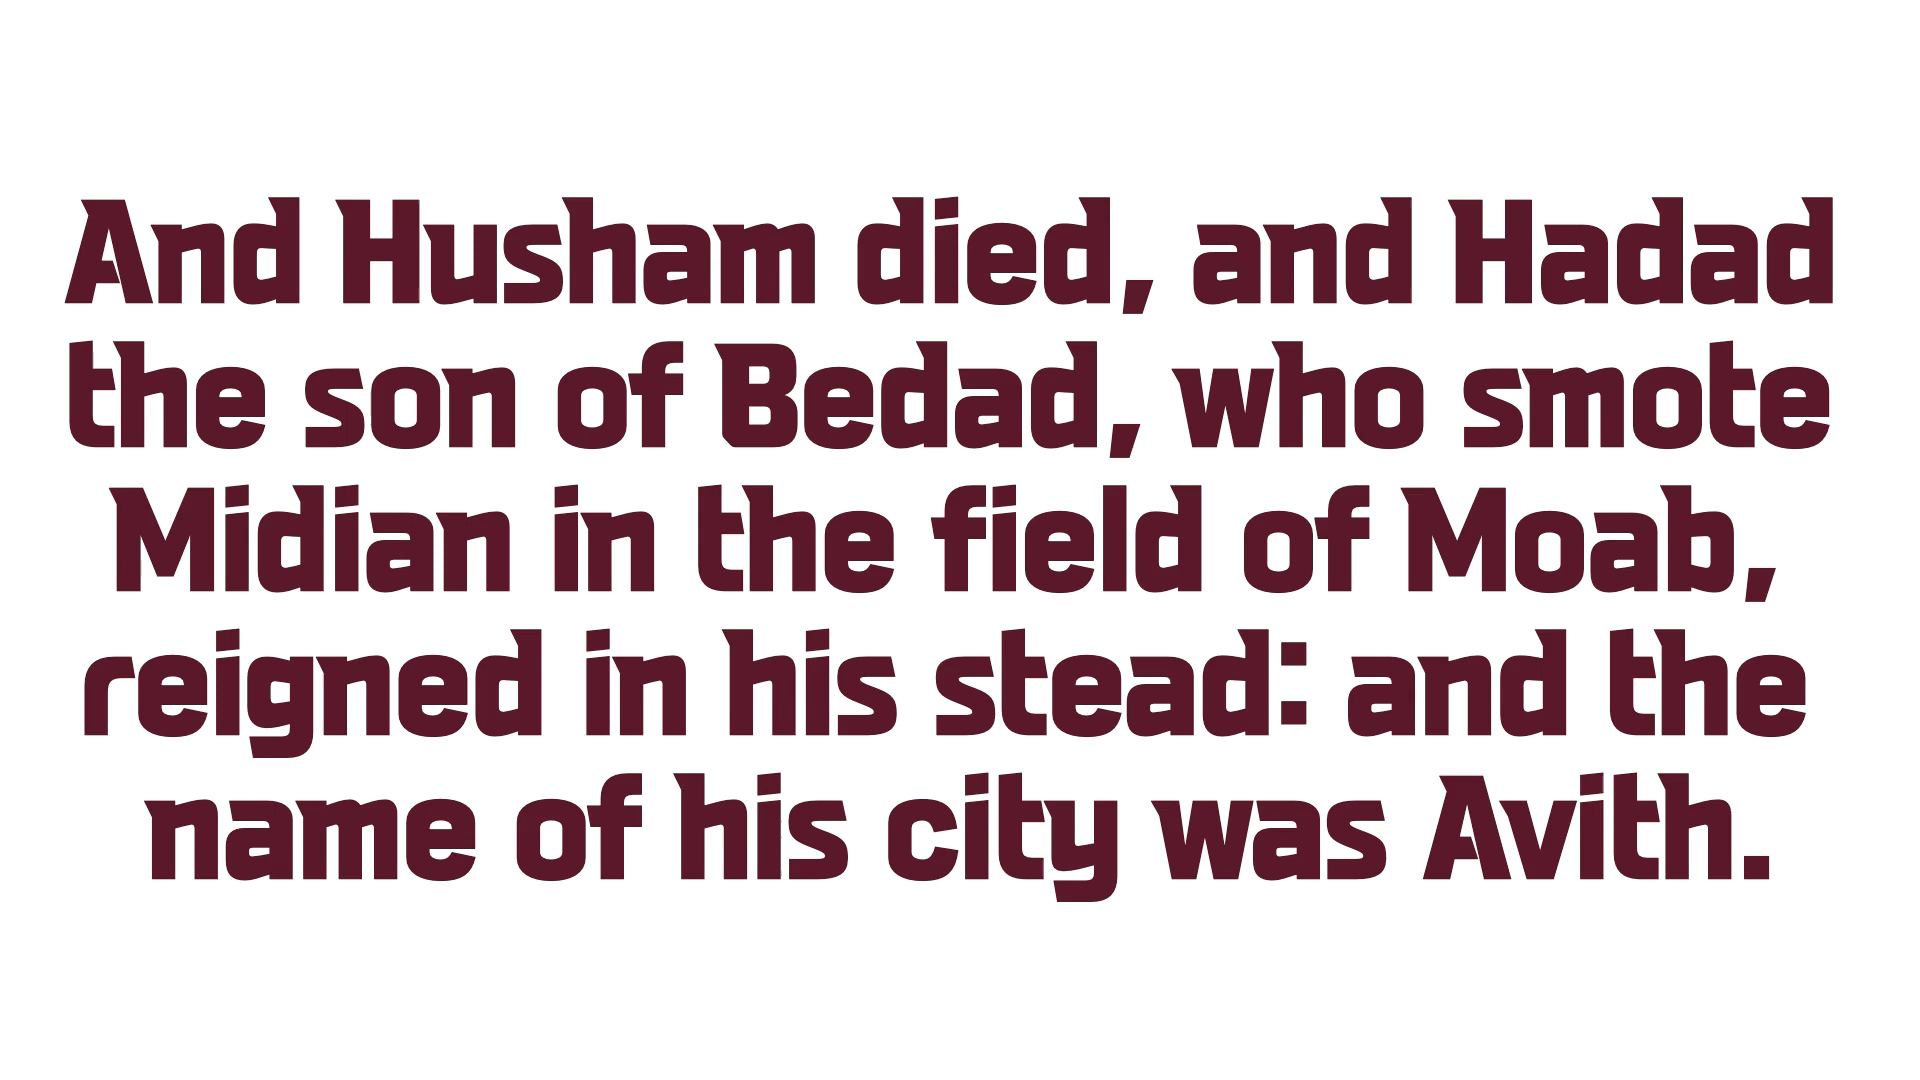 And Husham died, and Hadad
the son of Bedad, who smote
Midian in the field of Moab,
reigned in his stead: and the
name of his city was Avith.